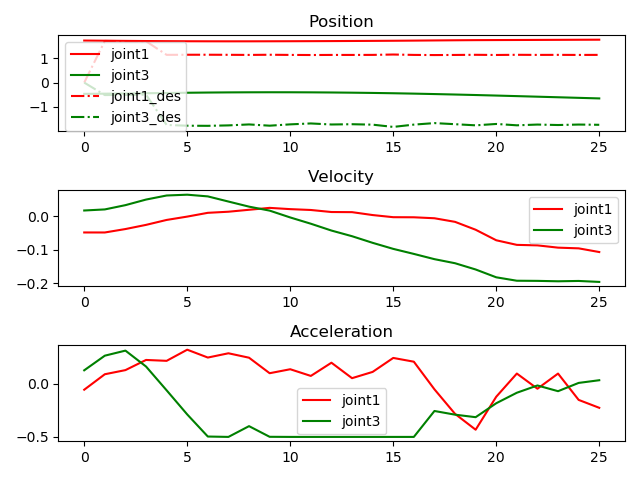 Position
joint1
joint3
joint1_des
joint3_des
1
0
−1
0 5 10 15 20 25
Velocity
joint1
joint3
0.0
−0.1
−0.2
0 5 10 15 20 25
Acceleration
joint1
joint3
0.0
−0.5
0 5 10 15 20 25